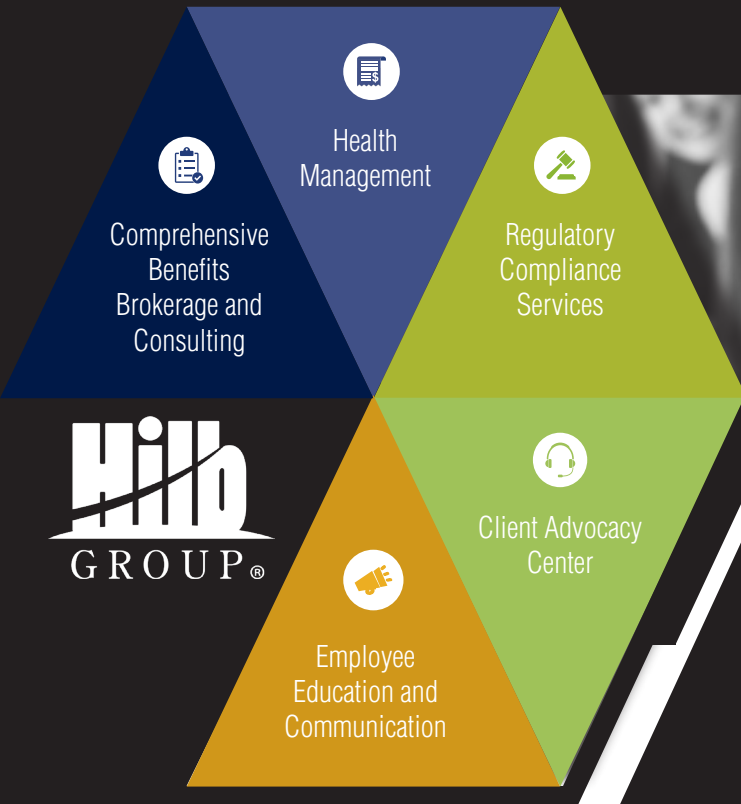 Health
Management
Comprehensive
Benefits
Brokerage and
Consulting
Regulatory
Compliance
Services
Hilb
GROUP®
Client Advocacy
Center
Employee
Education and
Communication